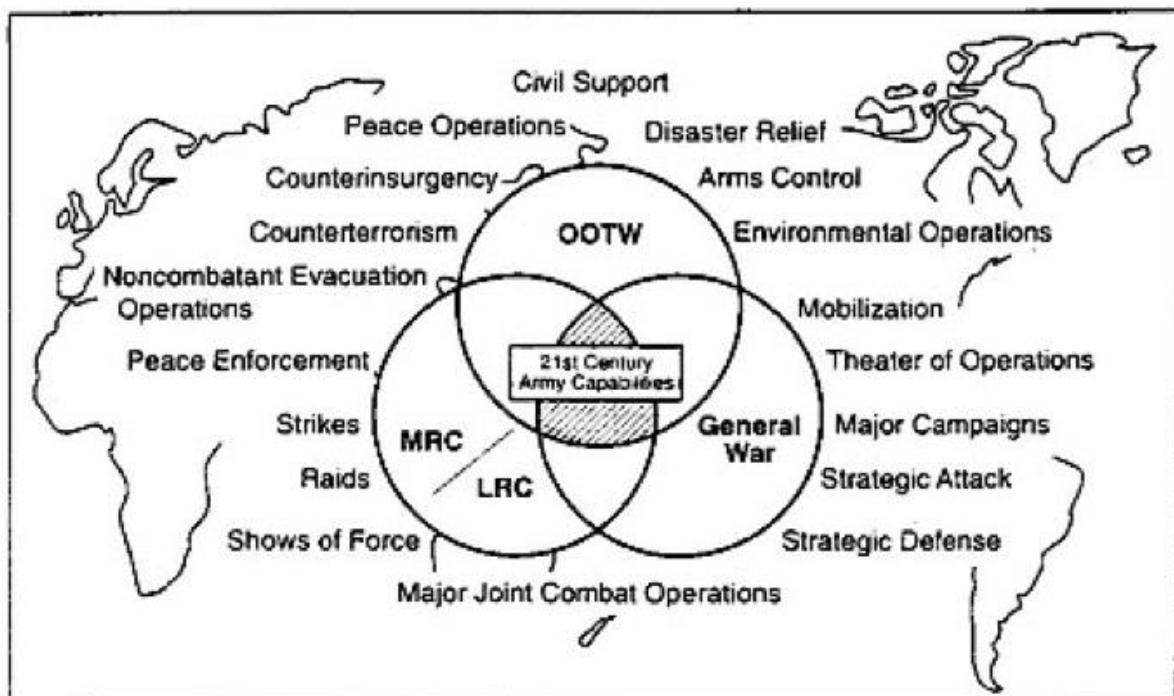 Civil Support
Peace Operations
Disaster Relief
Counterinsurgency
Arms Control
Counterterrorism
OOTW
Environmental Operations
Noncombatant Evacuation
Operations
Mobilization
Peace Enforcement
21st Century
Army Capabilities
Theater of Operations
Strikes
MRC
General
War
Major Campaigns
Raids
LRC
Strategic Attack
Shows of Force
Strategic Defense
Major Joint Combat Operations